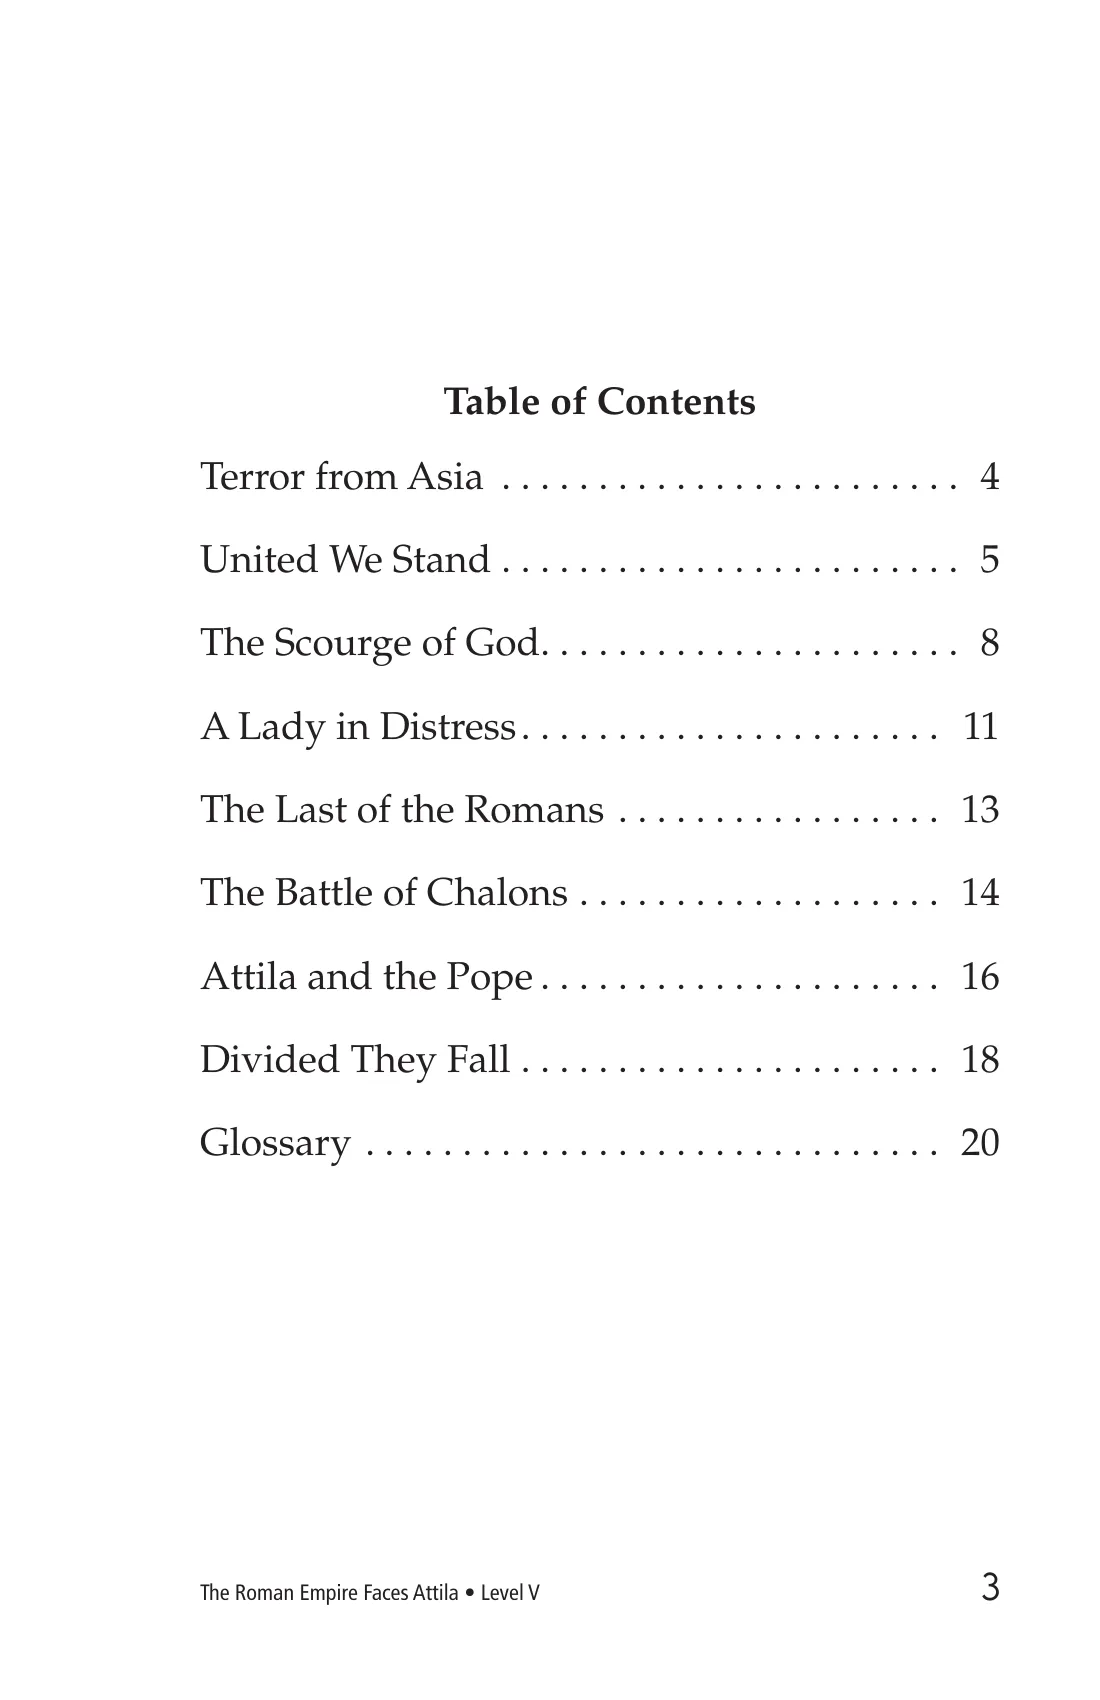 Table of Contents
Terror from Asia . . . . . . . . . . . . . . . . . . . . . . . . 4
United We Stand . . . . . . . . . . . . . . . . . . . . . . . . 5
The Scourge of God. . . . . . . . . . . . . . . . . . . . . . 8
A Lady in Distress . . . . . . . . . . . . . . . . . . . . . . 11
The Last of the Romans . . . . . . . . . . . . . . . . . 13
The Battle of Chalons . . . . . . . . . . . . . . . . . . . 14
Attila and the Pope . . . . . . . . . . . . . . . . . . . . . 16
Divided They Fall . . . . . . . . . . . . . . . . . . . . . . 18
Glossary . . . . . . . . . . . . . . . . . . . . . . . . . . . . . . 20
The Roman Empire Faces Attila • Level V 3